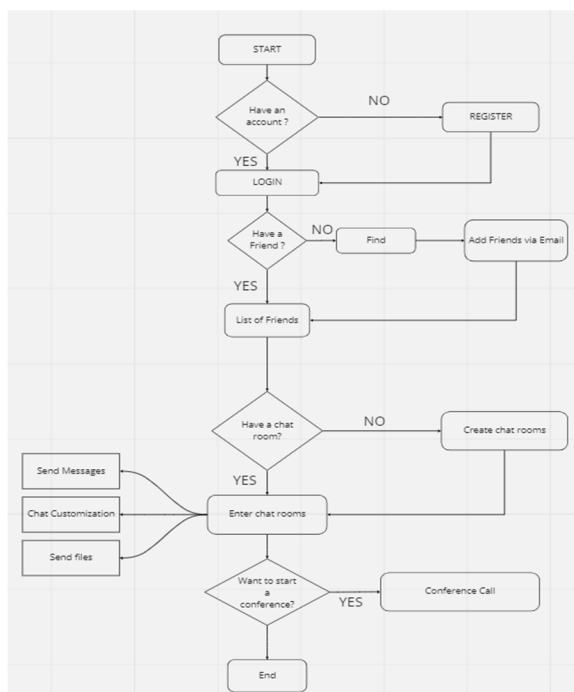 START
Have an
account ?
NO
REGISTER
YES
LOGIN
Have a
Friend ?
NO
Find
Add Friends via Email
YES
List of Friends
Have a chat
room?
NO
Create chat rooms
YES
Send Messages
Chat Customization
Send files
Enter chat rooms
Want to start
a
conference?
YES
Conference Call
End